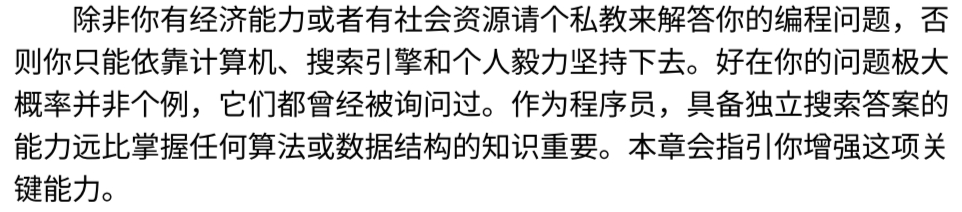 除非你有经济能力或者有社会资源请个私教来解答你的编程问题，否
则你只能依靠计算机、搜索引擎和个人毅力坚持下去。好在你的问题极大
概率并非个例，它们都曾经被询问过。作为程序员，具备独立搜索答案的
能力远比掌握任何算法或数据结构的知识重要。本章会指引你增强这项关
键能力。